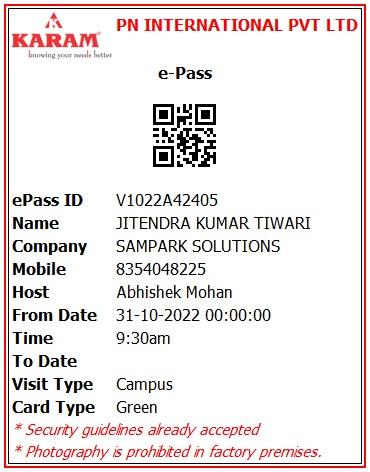 PN INTERNATIONAL PVT LTD
KARAM®
knowing your needs better
e-Pass
ePass ID V1022A42405
Name JITENDRA KUMAR TIWARI
Company SAMPARK SOLUTIONS
Mobile 8354048225
Host Abhishek Mohan
From Date 31-10-2022 00:00:00
Time 9:30am
To Date
Visit Type Campus
Card Type Green
* Security guidelines already accepted
* Photography is prohibited in factory premises.